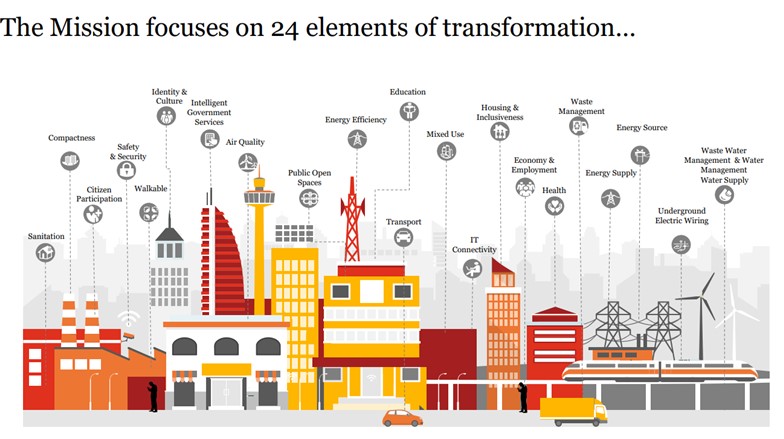 The Mission focuses on 24 elements of transformation...
Identity &
Culture
Intelligent
Government
Services
Education
Energy Efficiency
Housing &
Inclusiveness
Waste
Management
Compactness
Safety
& Security
Air Quality
Mixed Use
Energy Source
Citizen
Participation
Walkable
Public Open
Spaces
Economy &
Employment
Health
Energy Supply
Waste Water
Management & Water
Management
Water Supply
Sanitation
Transport
IT
Connectivity
Underground
Electric Wiring